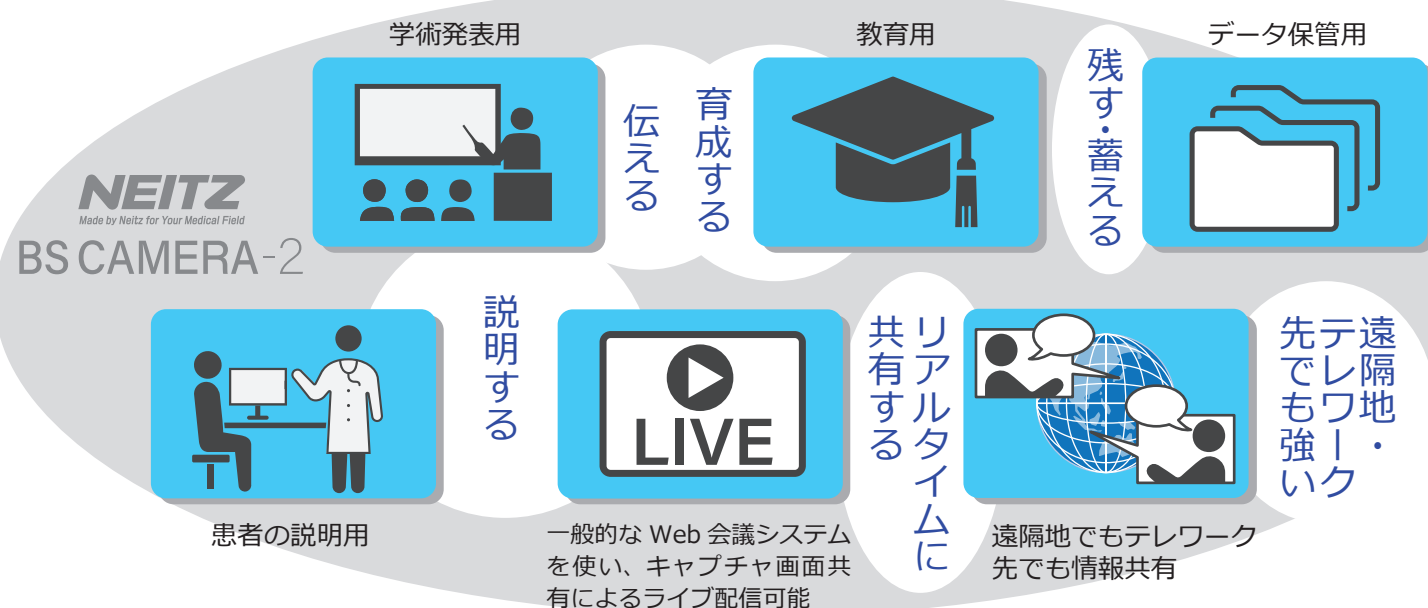 学術発表用
教育用
データ保管用
伝える
育成する
残す・蓄える
NEITZ
Made by Neitz for Your Medical Field
BS CAMERA-2
説明する
LIVE
リアルタイムに
共有する
遠隔地・
テレワーク
先でも強い
患者の説明用
一般的な Web 会議システム
を使い、キャプチャ画面共
有によるライブ配信可能
遠隔地でもテレワーク
先でも情報共有